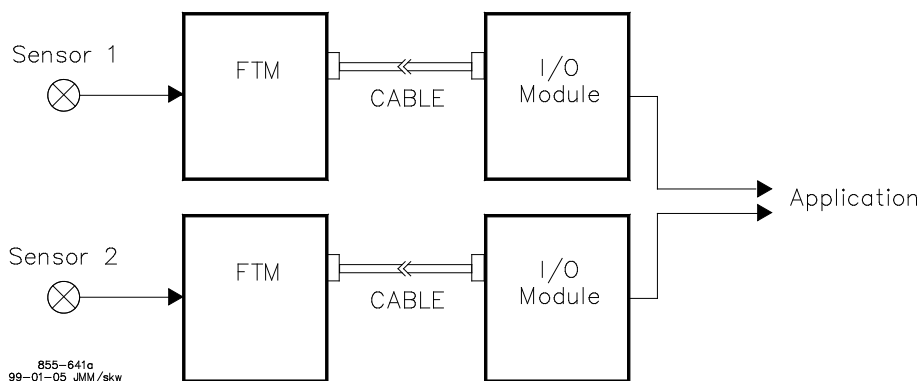 Sensor 1
FTM
CABLE
I/O
Module
Application
Sensor 2
FTM
CABLE
I/O
Module
855-641a
99-01-05 JMM/skw